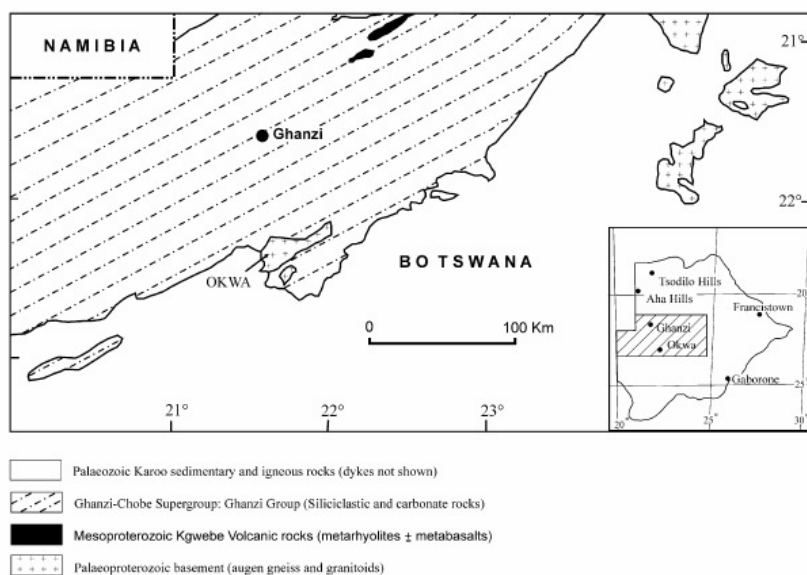 NAMIBIA
21°
Ghanzi
22°
OKWA
BOTSWANA
0 100 Km
21° 22° 23°
Tsodilo Hills
20°
Aha Hills
Francistown
Ghanzi
Okwa
Gaborone
25°
20° 25° 30°
Palaeozoic Karoo sedimentary and igneous rocks (dykes not shown)
Ghanzi-Chobe Supergroup: Ghanzi Group (Siliciclastic and carbonate rocks)
Mesoproterozoic Kgwebe Volcanic rocks (metarhyolites ± metabasalts)
Palaeoproterozoic basement (augen gneiss and granitoids)